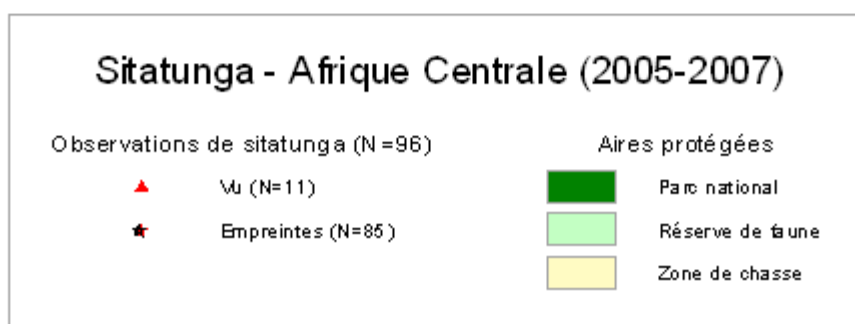 Sitatunga - Afrique Centrale (2005-2007)
Observations de sitatunga (N=96)
Vu (N=11)
Empreintes (N=85)
Aires protégées
Parc national
Réserve de faune
Zone de chasse